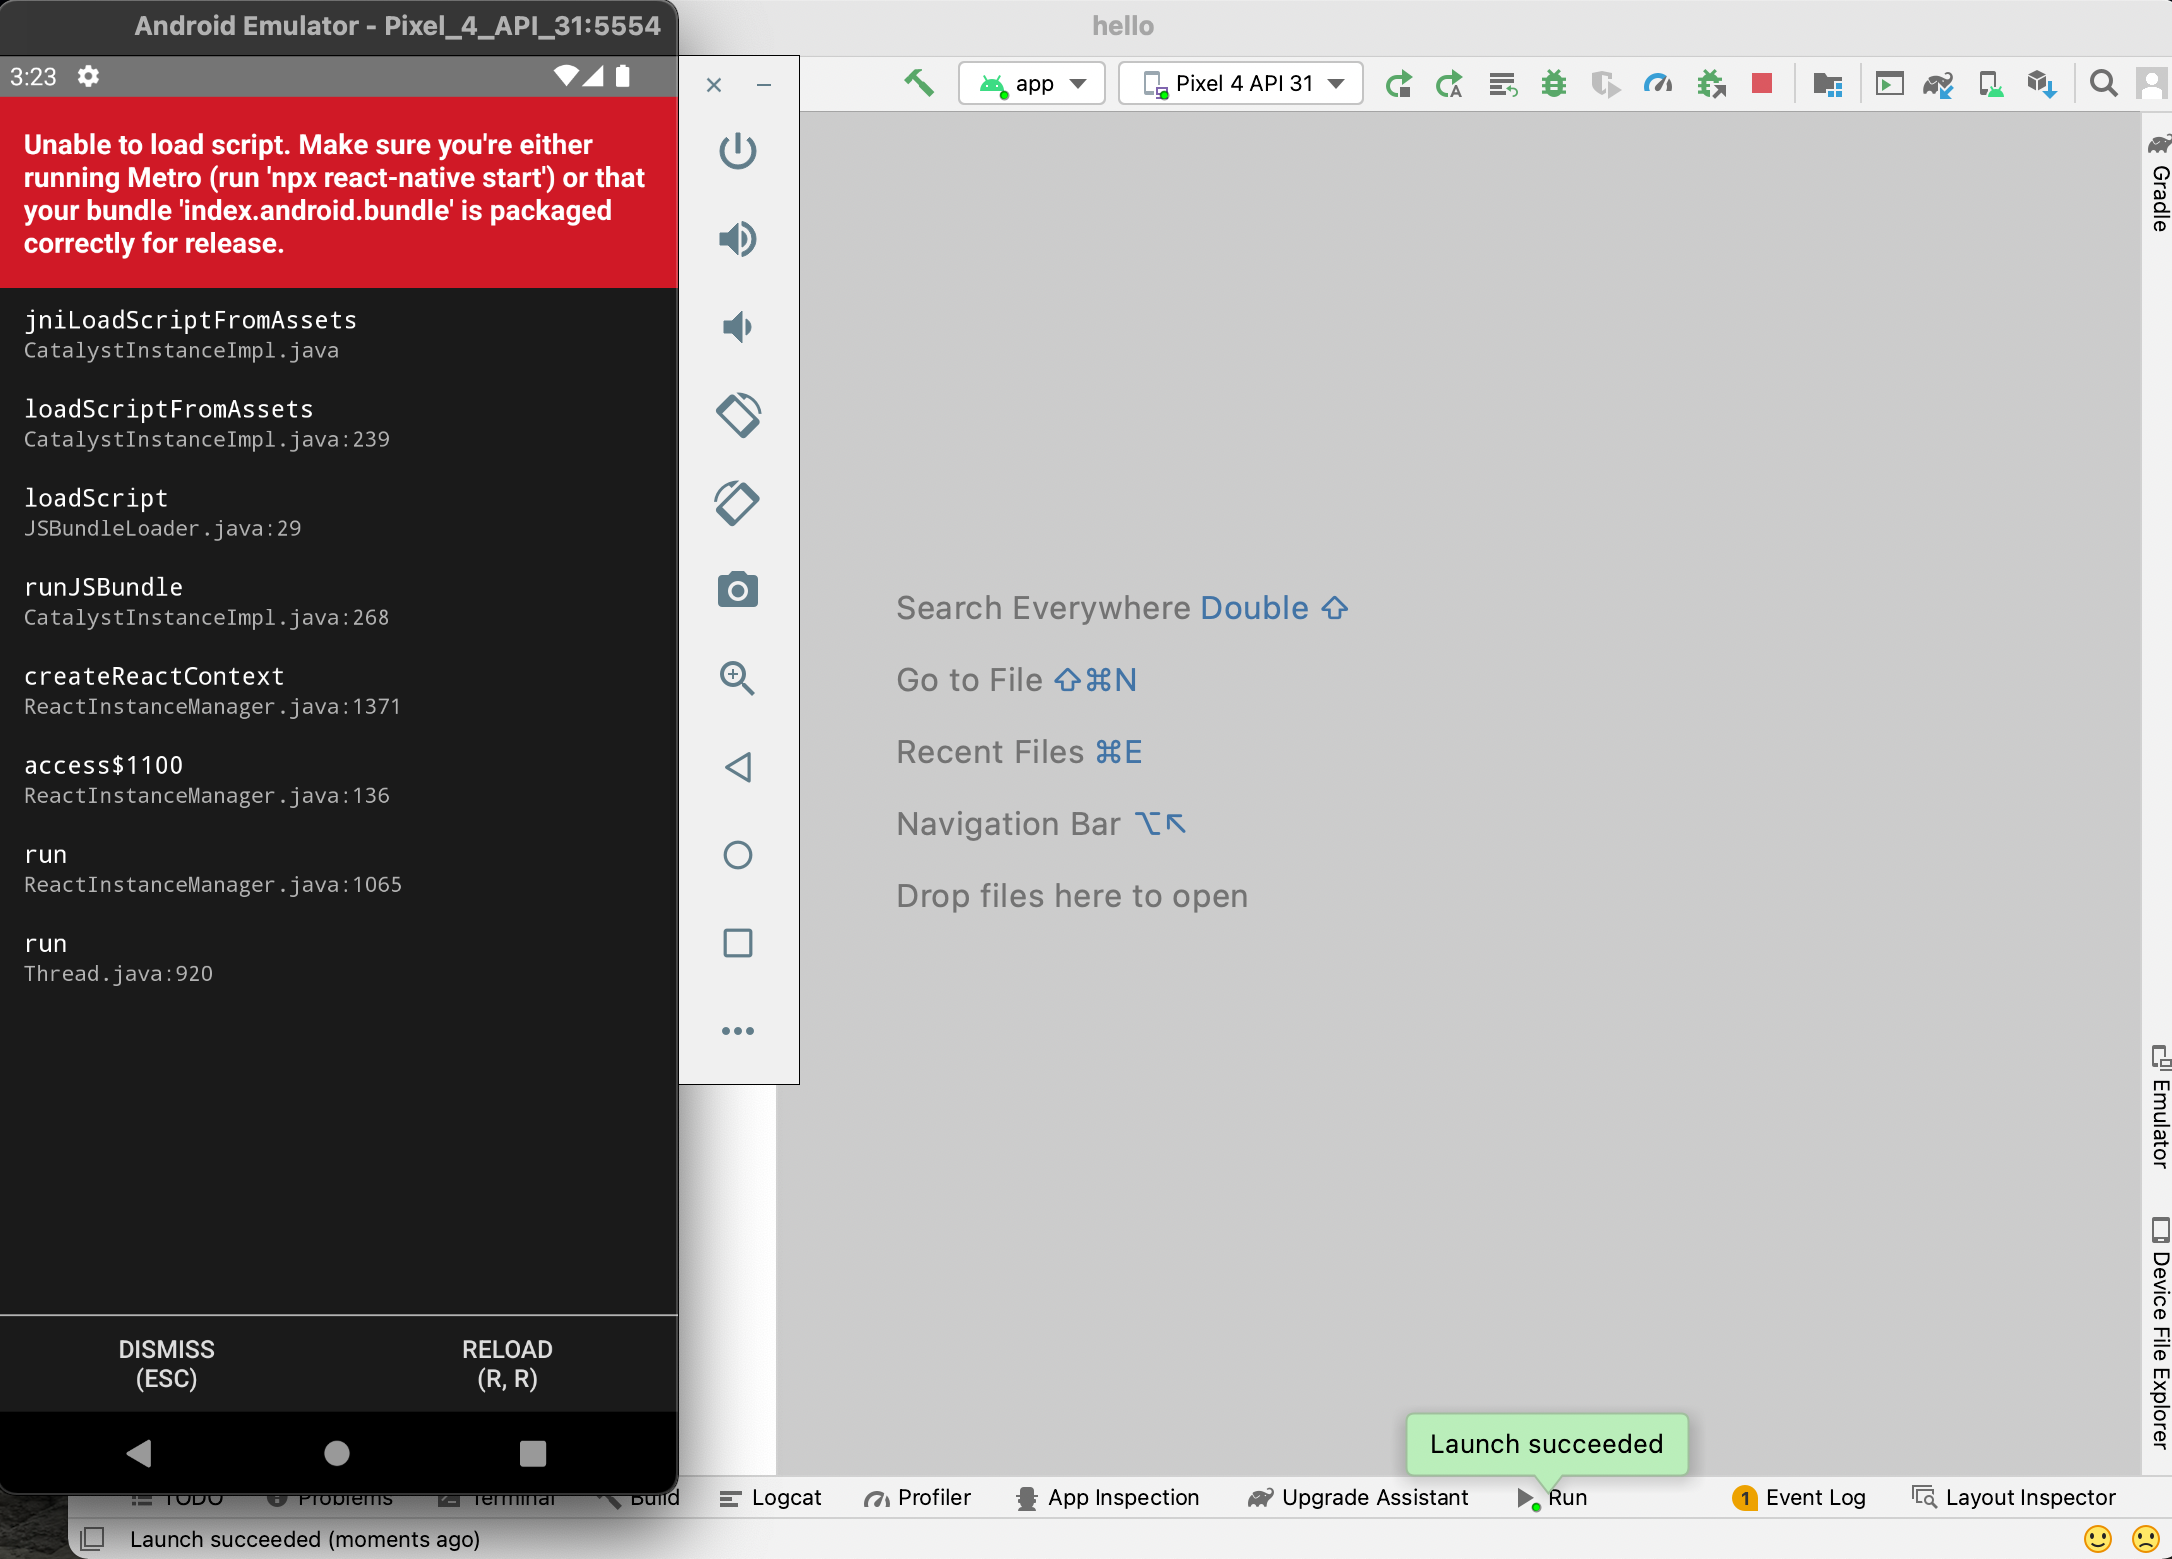 Android Emulator - Pixel_4_API_31:5554
hello
3:23
app
Pixel 4 API 31
Unable to load script. Make sure you're either
running Metro (run 'npx react-native start') or that
your bundle 'index.android.bundle' is packaged
correctly for release.
jniLoadScriptFromAssets
CatalystInstanceImpl.java
loadScriptFromAssets
CatalystInstanceImpl.java:239
loadScript
JSBundleLoader.java:29
runJSBundle
CatalystInstanceImpl.java:268
createReactContext
ReactInstanceManager.java:1371
access$1100
ReactInstanceManager.java:136
run
ReactInstanceManager.java:1065
run
Thread.java:920
DISMISS
(ESC)
RELOAD
(R, R)
Search Everywhere Double ⇧
Go to File ⇧⌘N
Recent Files ⌘E
Navigation Bar ⌥↖
Drop files here to open
Gradle
Emulator
Device File Explorer
Launch succeeded
TODO
Problems
Terminal
Build
Logcat
Profiler
App Inspection
Upgrade Assistant
Run
1 Event Log
Layout Inspector
Launch succeeded (moments ago)